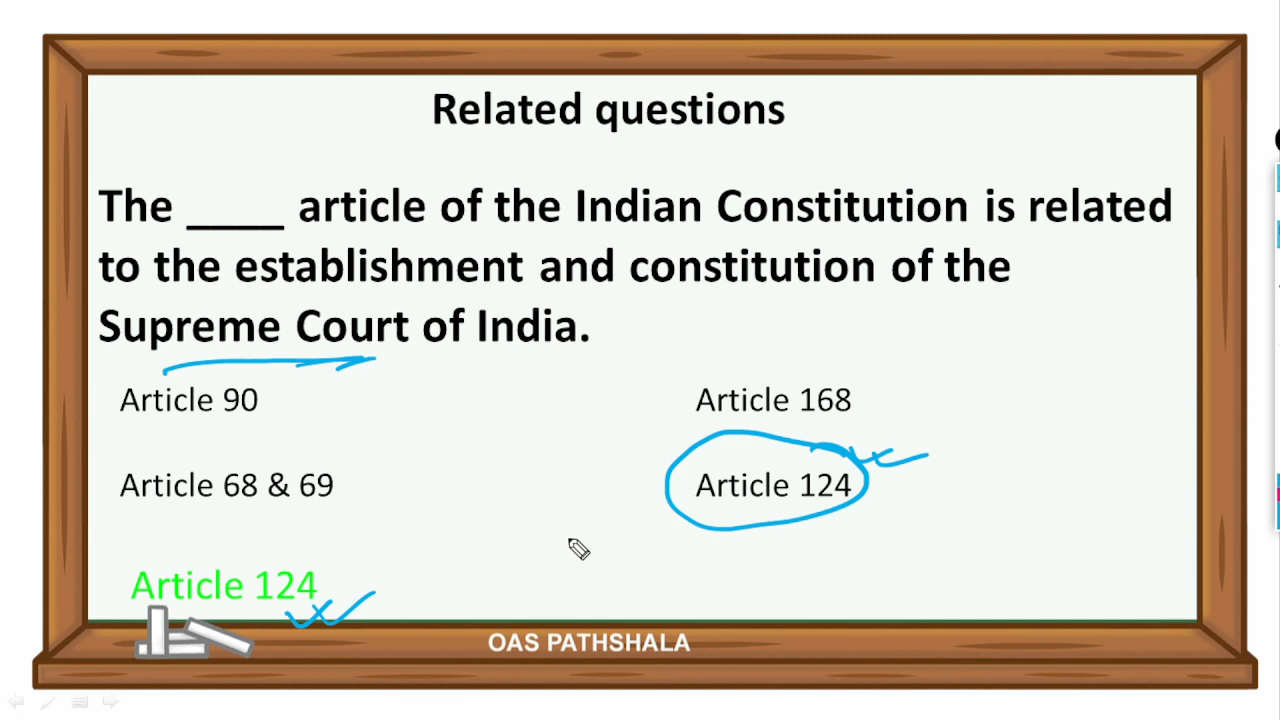 Related questions
The ____ article of the Indian Constitution is related
to the establishment and constitution of the
Supreme Court of India.
Article 90
Article 168
Article 68 & 69
Article 124
Article 124
OAS PATHSHALA